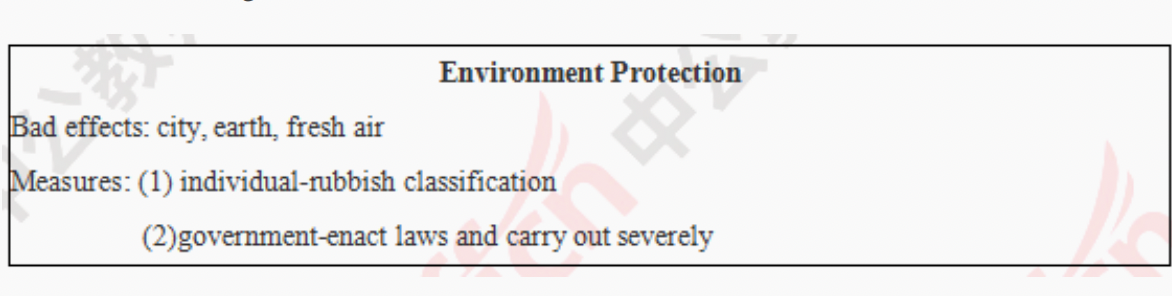 Environment Protection
Bad effects: city, earth, fresh air
Measures: (1) individual-rubbish classification
(2)government-enact laws and carry out severely